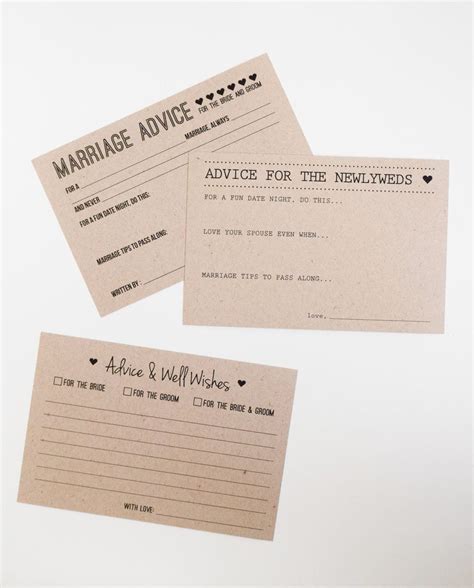 MARRIAGE ADVICE ♥♥♥♥♥♥
FOR THE BRIDE AND GROOM
FOR A MARRIAGE, ALWAYS
AND NEVER
FOR A FUN DATE NIGHT, DO THIS:
MARRIAGE TIPS TO PASS ALONG:
WRITTEN BY:
ADVICE FOR THE NEWLYWEDS ♥
FOR A FUN DATE NIGHT, DO THIS...
LOVE YOUR SPOUSE EVEN WHEN...
MARRIAGE TIPS TO PASS ALONG...
love,
♥ Advice & Well Wishes ♥
FOR THE BRIDE FOR THE GROOM FOR THE BRIDE & GROOM
WITH LOVE: